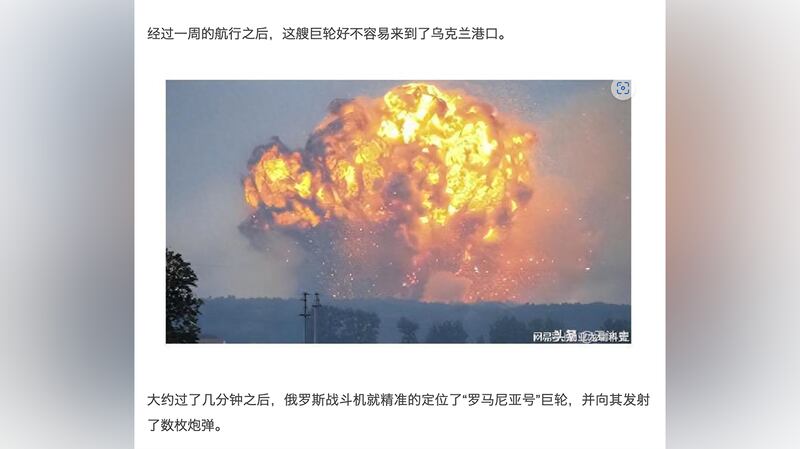 经过一周的航行之后，这艘巨轮好不容易来到了乌克兰港口。
大约过了几分钟之后，俄罗斯战斗机就精准的定位了“罗马尼亚号”巨轮，并向其发射
了数枚炮弹。